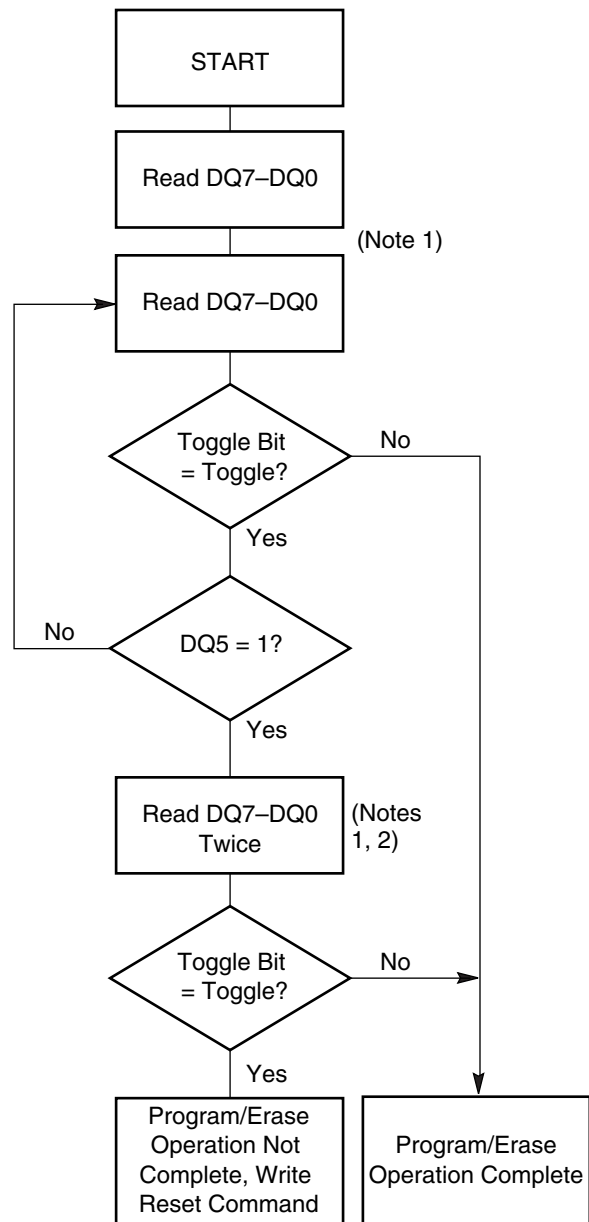 START
Read DQ7–DQ0
(Note 1)
Read DQ7–DQ0
Toggle Bit
= Toggle?
No
Yes
No
DQ5 = 1?
Yes
Read DQ7–DQ0
Twice
(Notes
1, 2)
Toggle Bit
= Toggle?
No
Yes
Program/Erase
Operation Not
Complete, Write
Reset Command
Program/Erase
Operation Complete